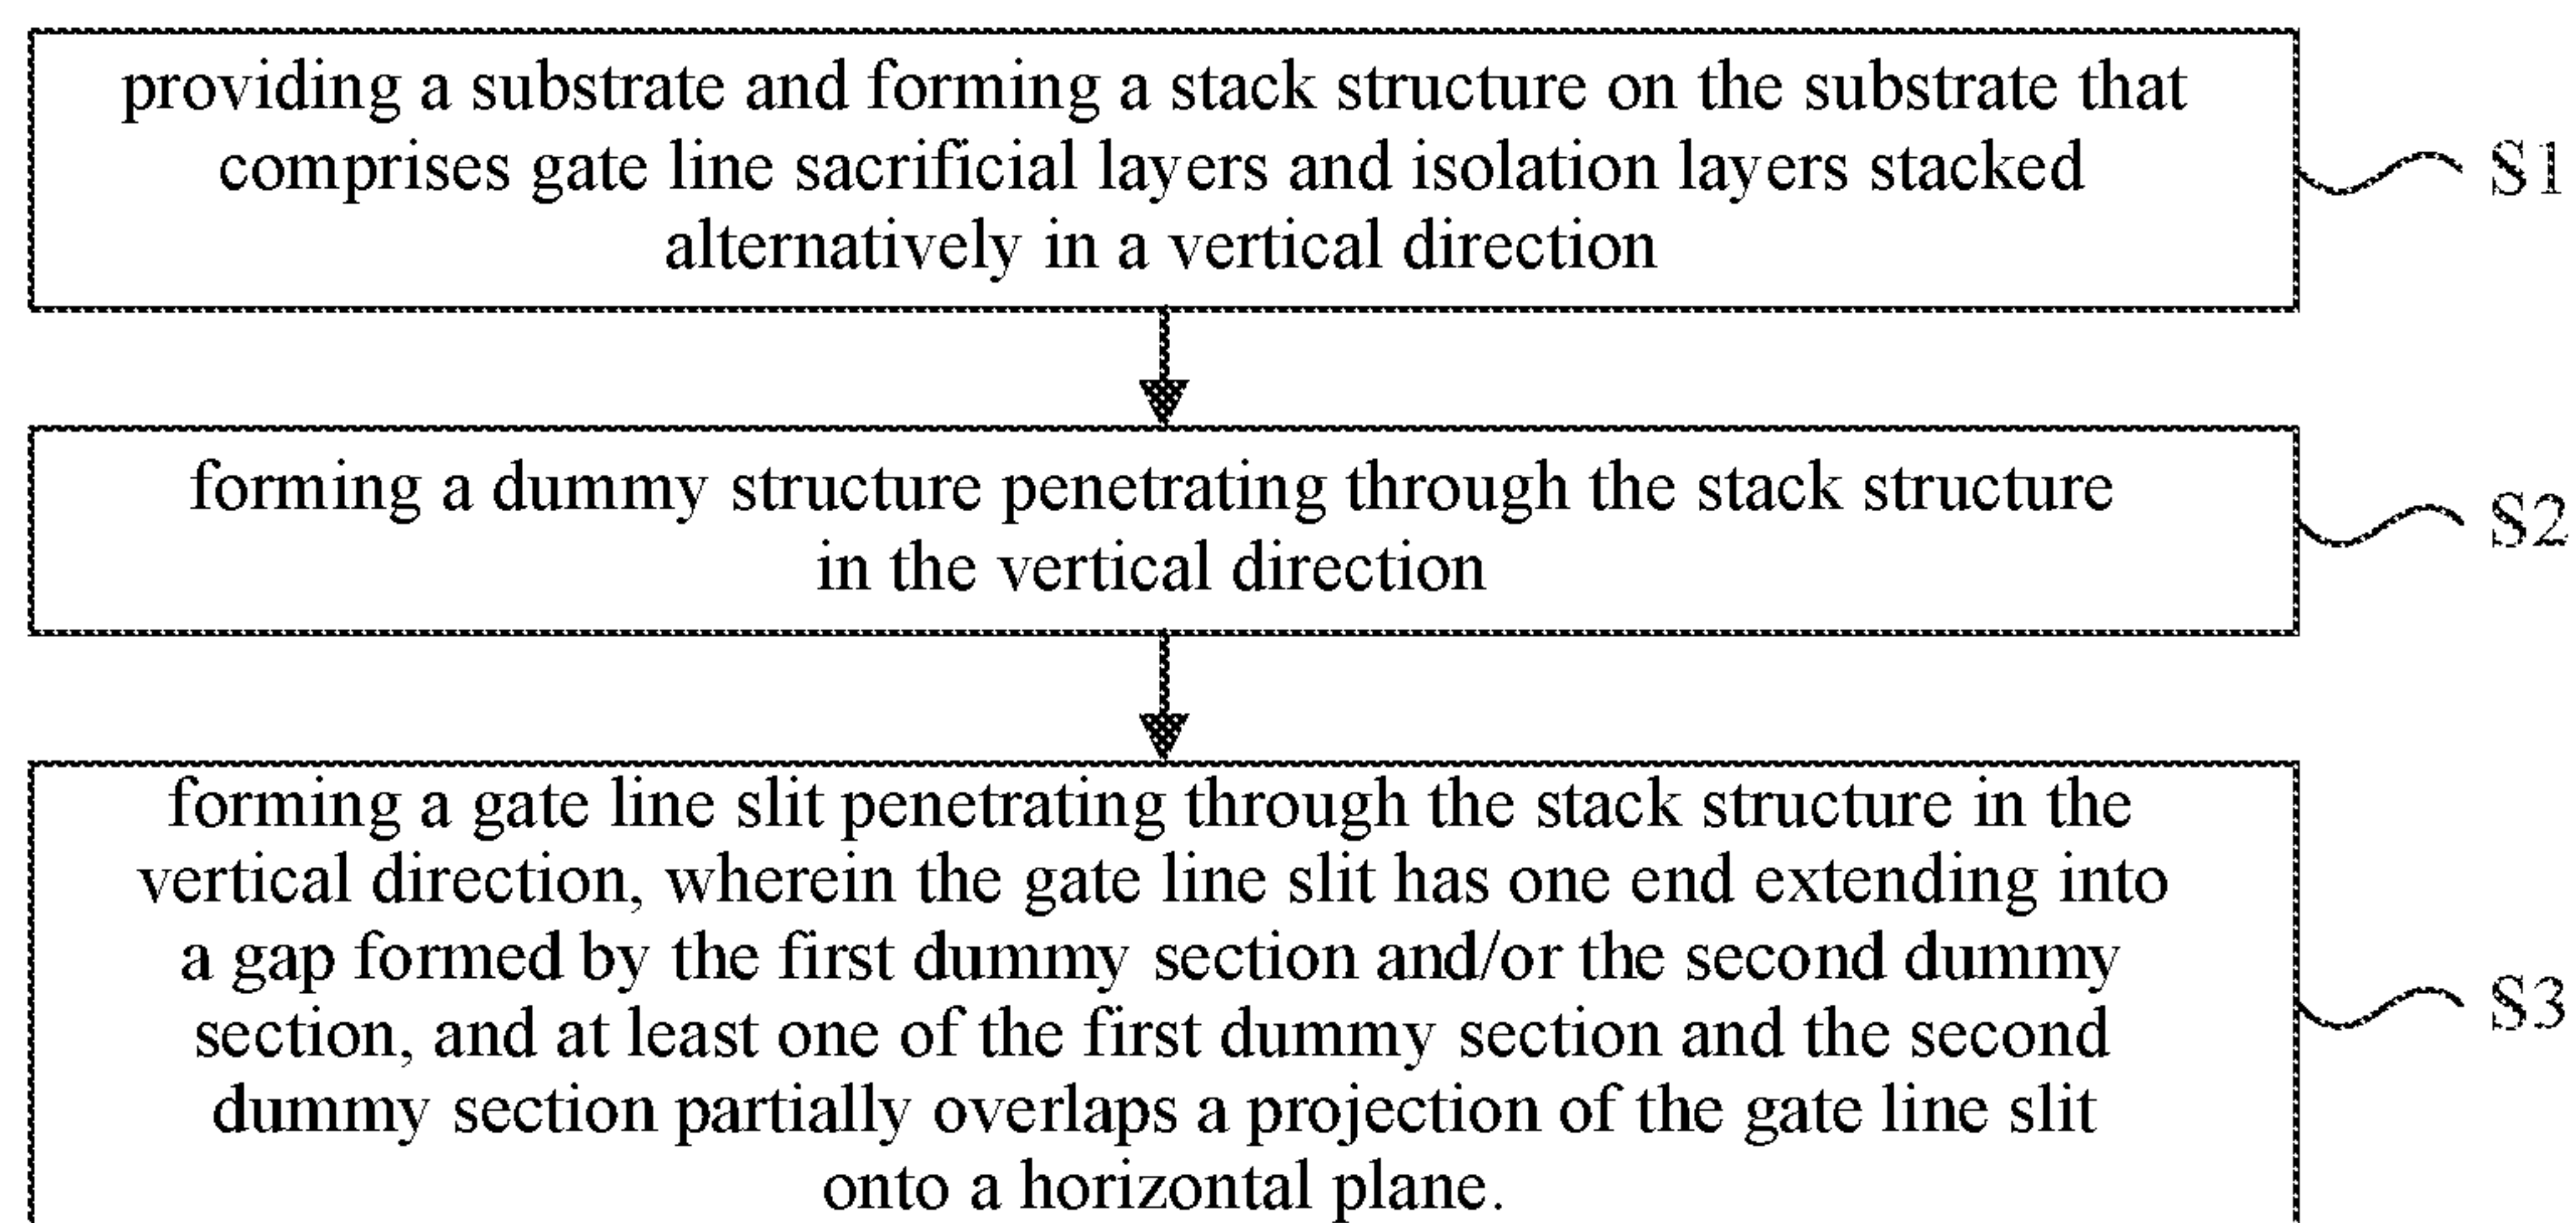 providing a substrate and forming a stack structure on the substrate that
comprises gate line sacrificial layers and isolation layers stacked
alternatively in a vertical direction
S1
forming a dummy structure penetrating through the stack structure
in the vertical direction
S2
forming a gate line slit penetrating through the stack structure in the
vertical direction, wherein the gate line slit has one end extending into
a gap formed by the first dummy section and/or the second dummy
section, and at least one of the first dummy section and the second
dummy section partially overlaps a projection of the gate line slit
onto a horizontal plane.
S3